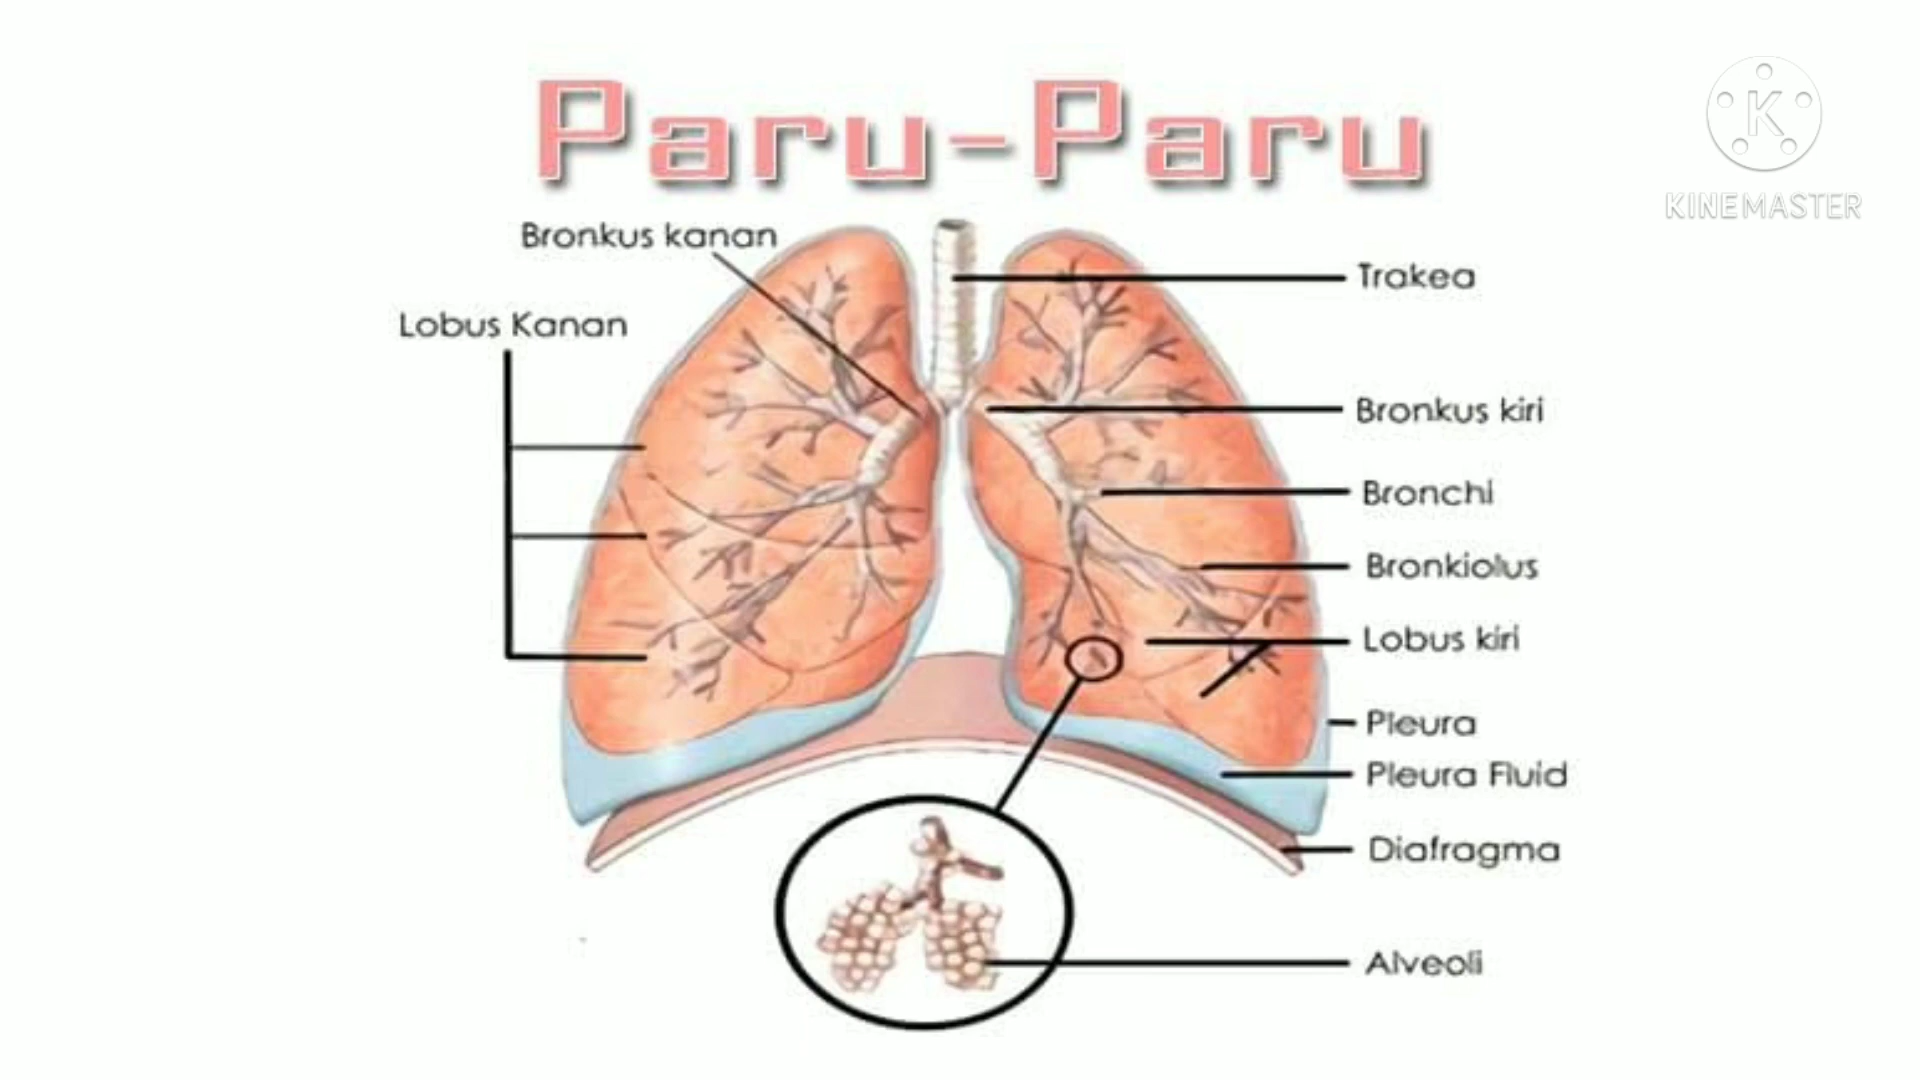 Paru-Paru
K
KINEMASTER
Bronkus kanan
Lobus Kanan
Trakea
Bronkus kiri
Bronchi
Bronkiolus
Lobus kiri
Pleura
Pleura Fluid
Diafragma
Alveoli